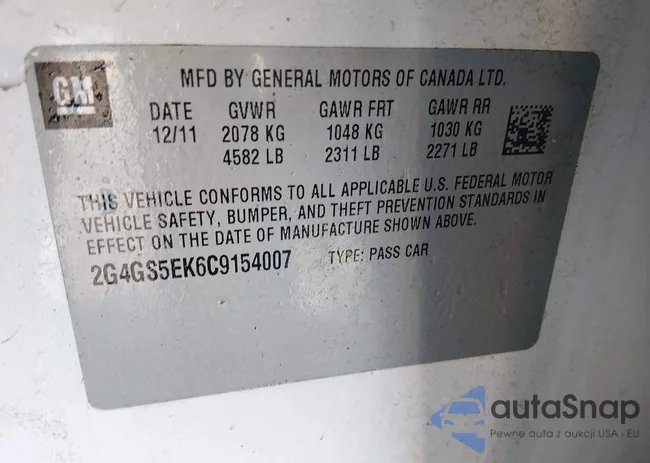 GM
MFD BY GENERAL MOTORS OF CANADA LTD.
DATE GVWR GAWR FRT GAWR RR
12/11 2078 KG 1048 KG 1030 KG
4582 LB 2311 LB 2271 LB
THIS VEHICLE CONFORMS TO ALL APPLICABLE U.S. FEDERAL MOTOR
VEHICLE SAFETY, BUMPER, AND THEFT PREVENTION STANDARDS IN
EFFECT ON THE DATE OF MANUFACTURE SHOWN ABOVE.
2G4GS5EK6C9154007 TYPE: PASS CAR
autaSnap
Pewne auta z aukcji USA - EU